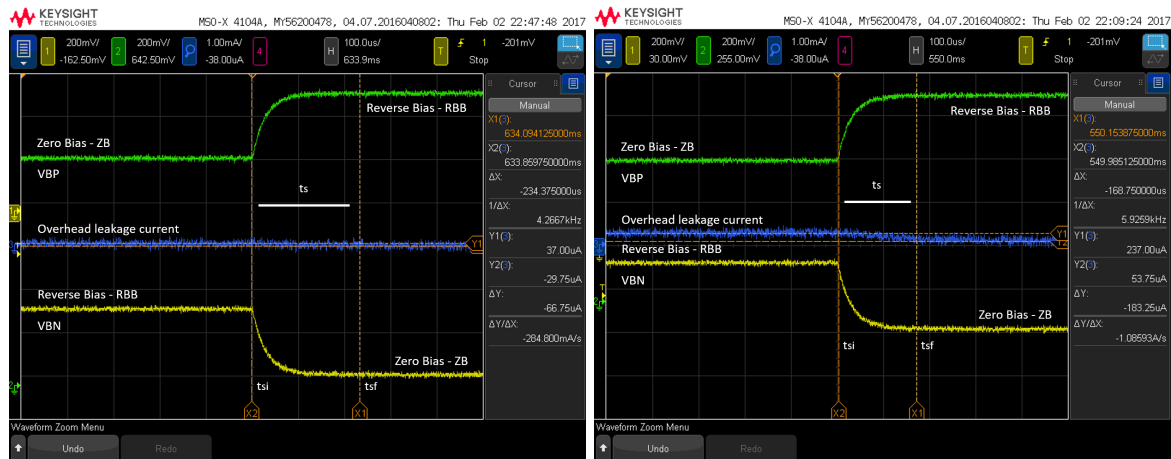 KEYSIGHT
TECHNOLOGIES
MSO-X 4104A, MY56200478, 04.07.2016040802: Thu Feb 02 22:47:48 2017
1 200mV/ 2 200mV/ 1.00mA/ 4 H 100.0us/ T 1 -201mV
-162.50mV 642.50mV -38.00uA 633.9ms Stop
Reverse Bias - RBB
Zero Bias - ZB
VBP
ts
Overhead leakage current
Y1
Reverse Bias - RBB
VBN
Zero Bias - ZB
tsi
tsf
X2
X1
Cursor
Manual
X1(3):
634.094125000ms
X2(3):
633.859750000ms
ΔX:
-234.375000us
1/ΔX:
4.2667kHz
Y1(3):
37.00uA
Y2(3):
-29.75uA
ΔY:
-66.75uA
ΔY/ΔX:
-284.800mA/s
Waveform Zoom Menu
Undo
Redo
KEYSIGHT
TECHNOLOGIES
MSO-X 4104A, MY56200478, 04.07.2016040802: Thu Feb 02 22:09:24 2017
1 200mV/ 2 200mV/ 1.00mA/ 4 H 100.0us/ T 1 -201mV
30.00mV 255.00mV -38.00uA 550.0ms Stop
Reverse Bias - RBB
Zero Bias - ZB
VBP
ts
Overhead leakage current
Y1
Reverse Bias - RBB
VBN
Zero Bias - ZB
tsi
tsf
X2
X1
Cursor
Manual
X1(3):
550.153875000ms
X2(3):
549.985125000ms
ΔX:
-168.750000us
1/ΔX:
5.9259kHz
Y1(3):
237.00uA
Y2(3):
53.75uA
ΔY:
-183.25uA
ΔY/ΔX:
-1.08593A/s
Waveform Zoom Menu
Undo
Redo